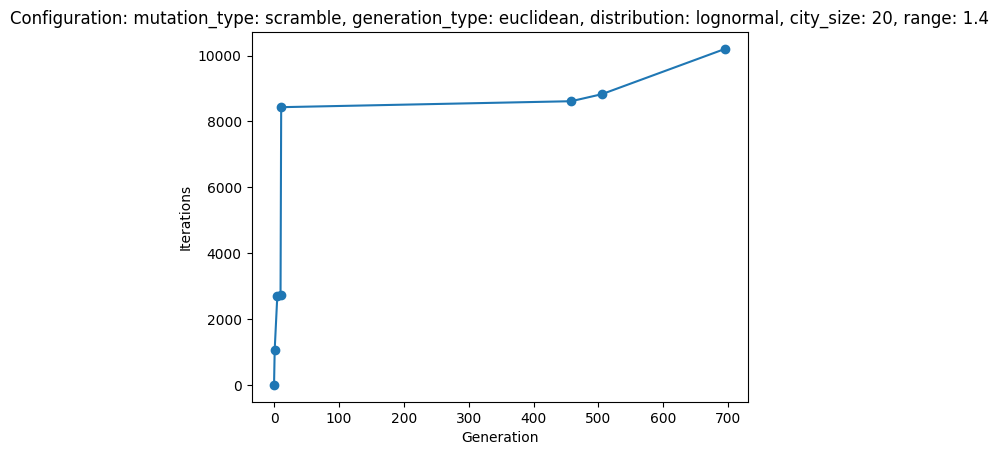 Configuration: mutation_type: scramble, generation_type: euclidean, distribution: lognormal, city_size: 20, range: 1.4
10000
8000
6000
4000
2000
0
Iterations
0 100 200 300 400 500 600 700
Generation